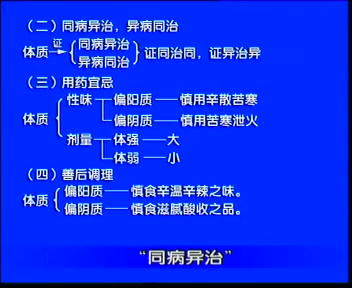 （二）同病异治，异病同治
体质 证 同病异治 异病同治 证同治同，证异治异
（三）用药宜忌
体质 性味 偏阳质——慎用辛散苦寒
偏阴质——慎用苦寒泄火
剂量 体强——大
体弱——小
（四）善后调理
体质 偏阳质——慎食辛温辛辣之味。
偏阴质——慎食滋腻酸收之品。
“同病异治”